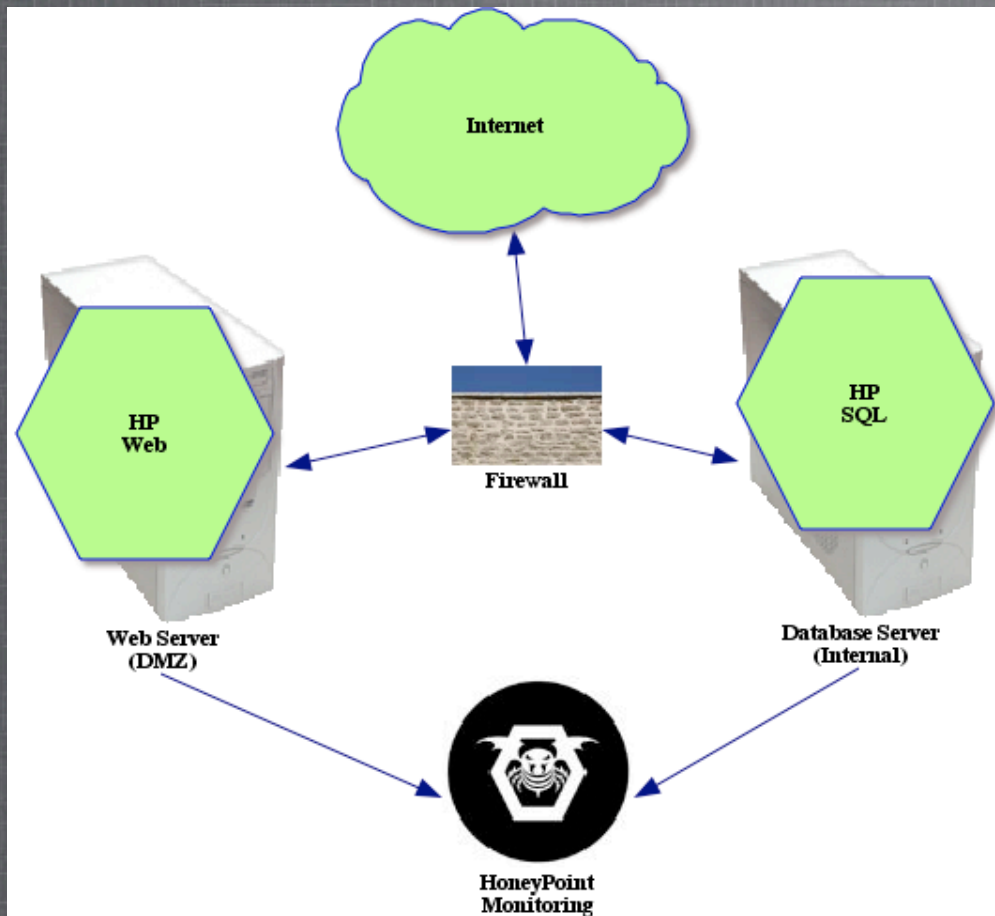 Internet
HP
Web
HP
SQL
Firewall
Web Server
(DMZ)
Database Server
(Internal)
HoneyPoint
Monitoring